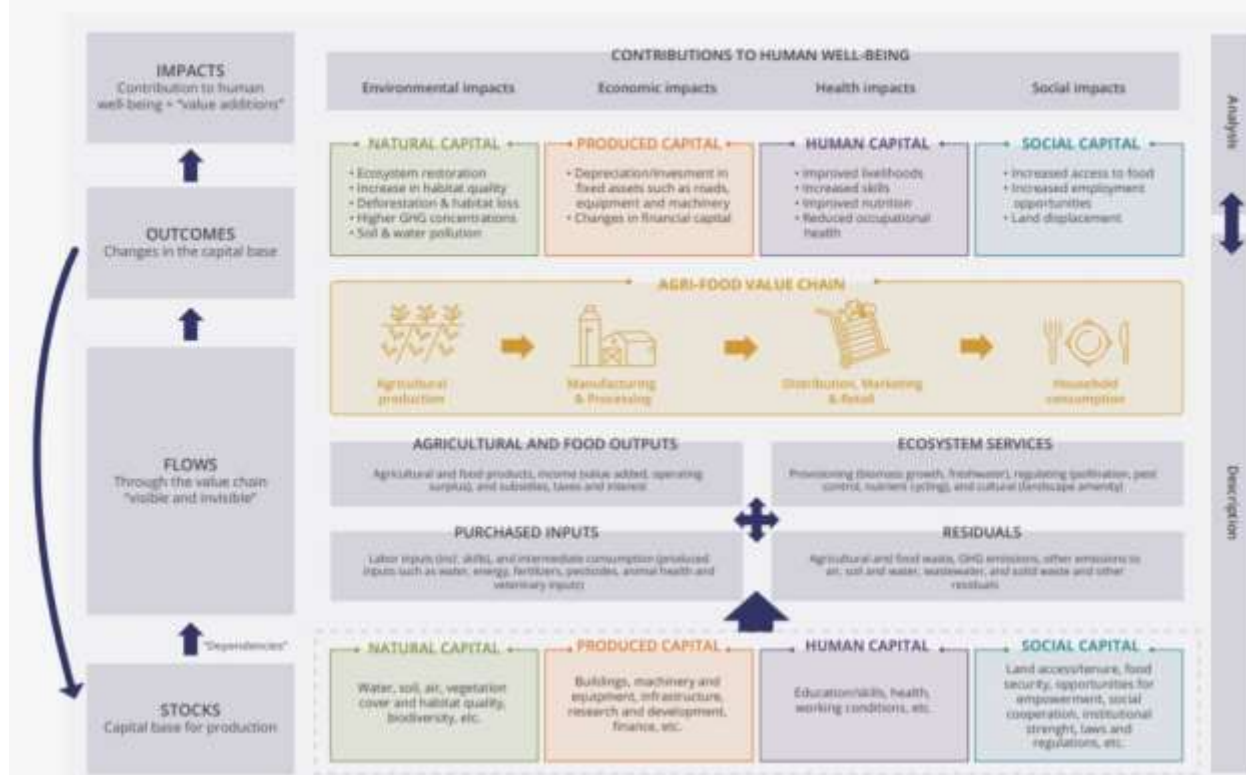 IMPACTS
Contribution to human
well-being = "value additions"
CONTRIBUTIONS TO HUMAN WELL-BEING
Environmental impacts
Economic impacts
Health impacts
Social impacts
Analysis
OUTCOMES
Changes in the capital base
NATURAL CAPITAL
• Ecosystem restoration
• Increase in habitat quality
• Deforestation & habitat loss
• Higher GHG concentrations
• Soil & water pollution
PRODUCED CAPITAL
• Depreciation/invesment in
fixed assets such as roads,
equipment and machinery
• Changes in financial capital
HUMAN CAPITAL
• Improved livelihoods
• Increased skills
• Improved nutrition
• Reduced occupational
health
SOCIAL CAPITAL
• Increased access to food
• Increased employment
opportunities
• Land displacement
AGRI-FOOD VALUE CHAIN
Agricultural
production
Manufacturing
& Processing
Distribution, Marketing
& Retail
Household
consumption
FLOWS
Through the value chain
"visible and invisible"
AGRICULTURAL AND FOOD OUTPUTS
Agricultural and food products, income (value added, operating
surplus), and subsidies, taxes and interest
ECOSYSTEM SERVICES
Provisioning (biomass growth, freshwater), regulating (pollination, pest
control, nutrient cycling), and cultural (landscape amenity)
PURCHASED INPUTS
Labor inputs (incl. skills), and intermediate consumption (produced
inputs such as water, energy, fertilizers, pesticides, animal health and
veterinary inputs)
RESIDUALS
Agricultural and food waste, GHG emissions, other emissions to
air, soil and water, wastewater, and solid waste and other
residuals
Description
"Dependencies"
STOCKS
Capital base for production
NATURAL CAPITAL
Water, soil, air, vegetation
cover and habitat quality,
biodiversity, etc.
PRODUCED CAPITAL
Buildings, machinery and
equipment, infrastructure,
research and development,
finance, etc.
HUMAN CAPITAL
Education/skills, health,
working conditions, etc.
SOCIAL CAPITAL
Land access/tenure, food
security, opportunities for
empowerment, social
cooperation, institutional
strenght, laws and
regulations, etc.